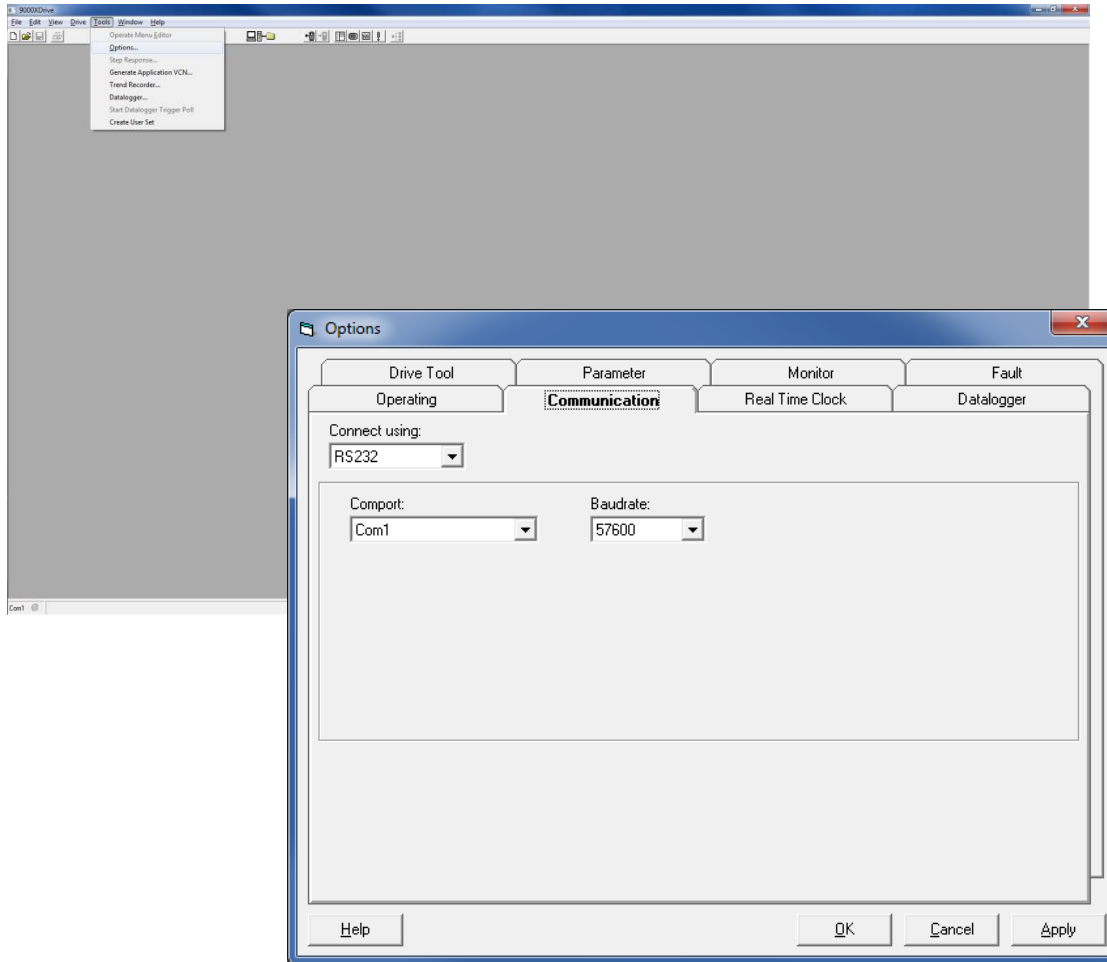 9000XDrive
File Edit View Drive Tools Window Help
Operate Menu Editor
Options...
Step Response...
Generate Application VCN...
Trend Recorder...
Datalogger...
Start Datalogger Trigger Poll
Create User Set
Options
Drive Tool Parameter Monitor Fault
Operating Communication Real Time Clock Datalogger
Connect using:
RS232
Comport: Baudrate:
Com1 57600
Com1
Help OK Cancel Apply